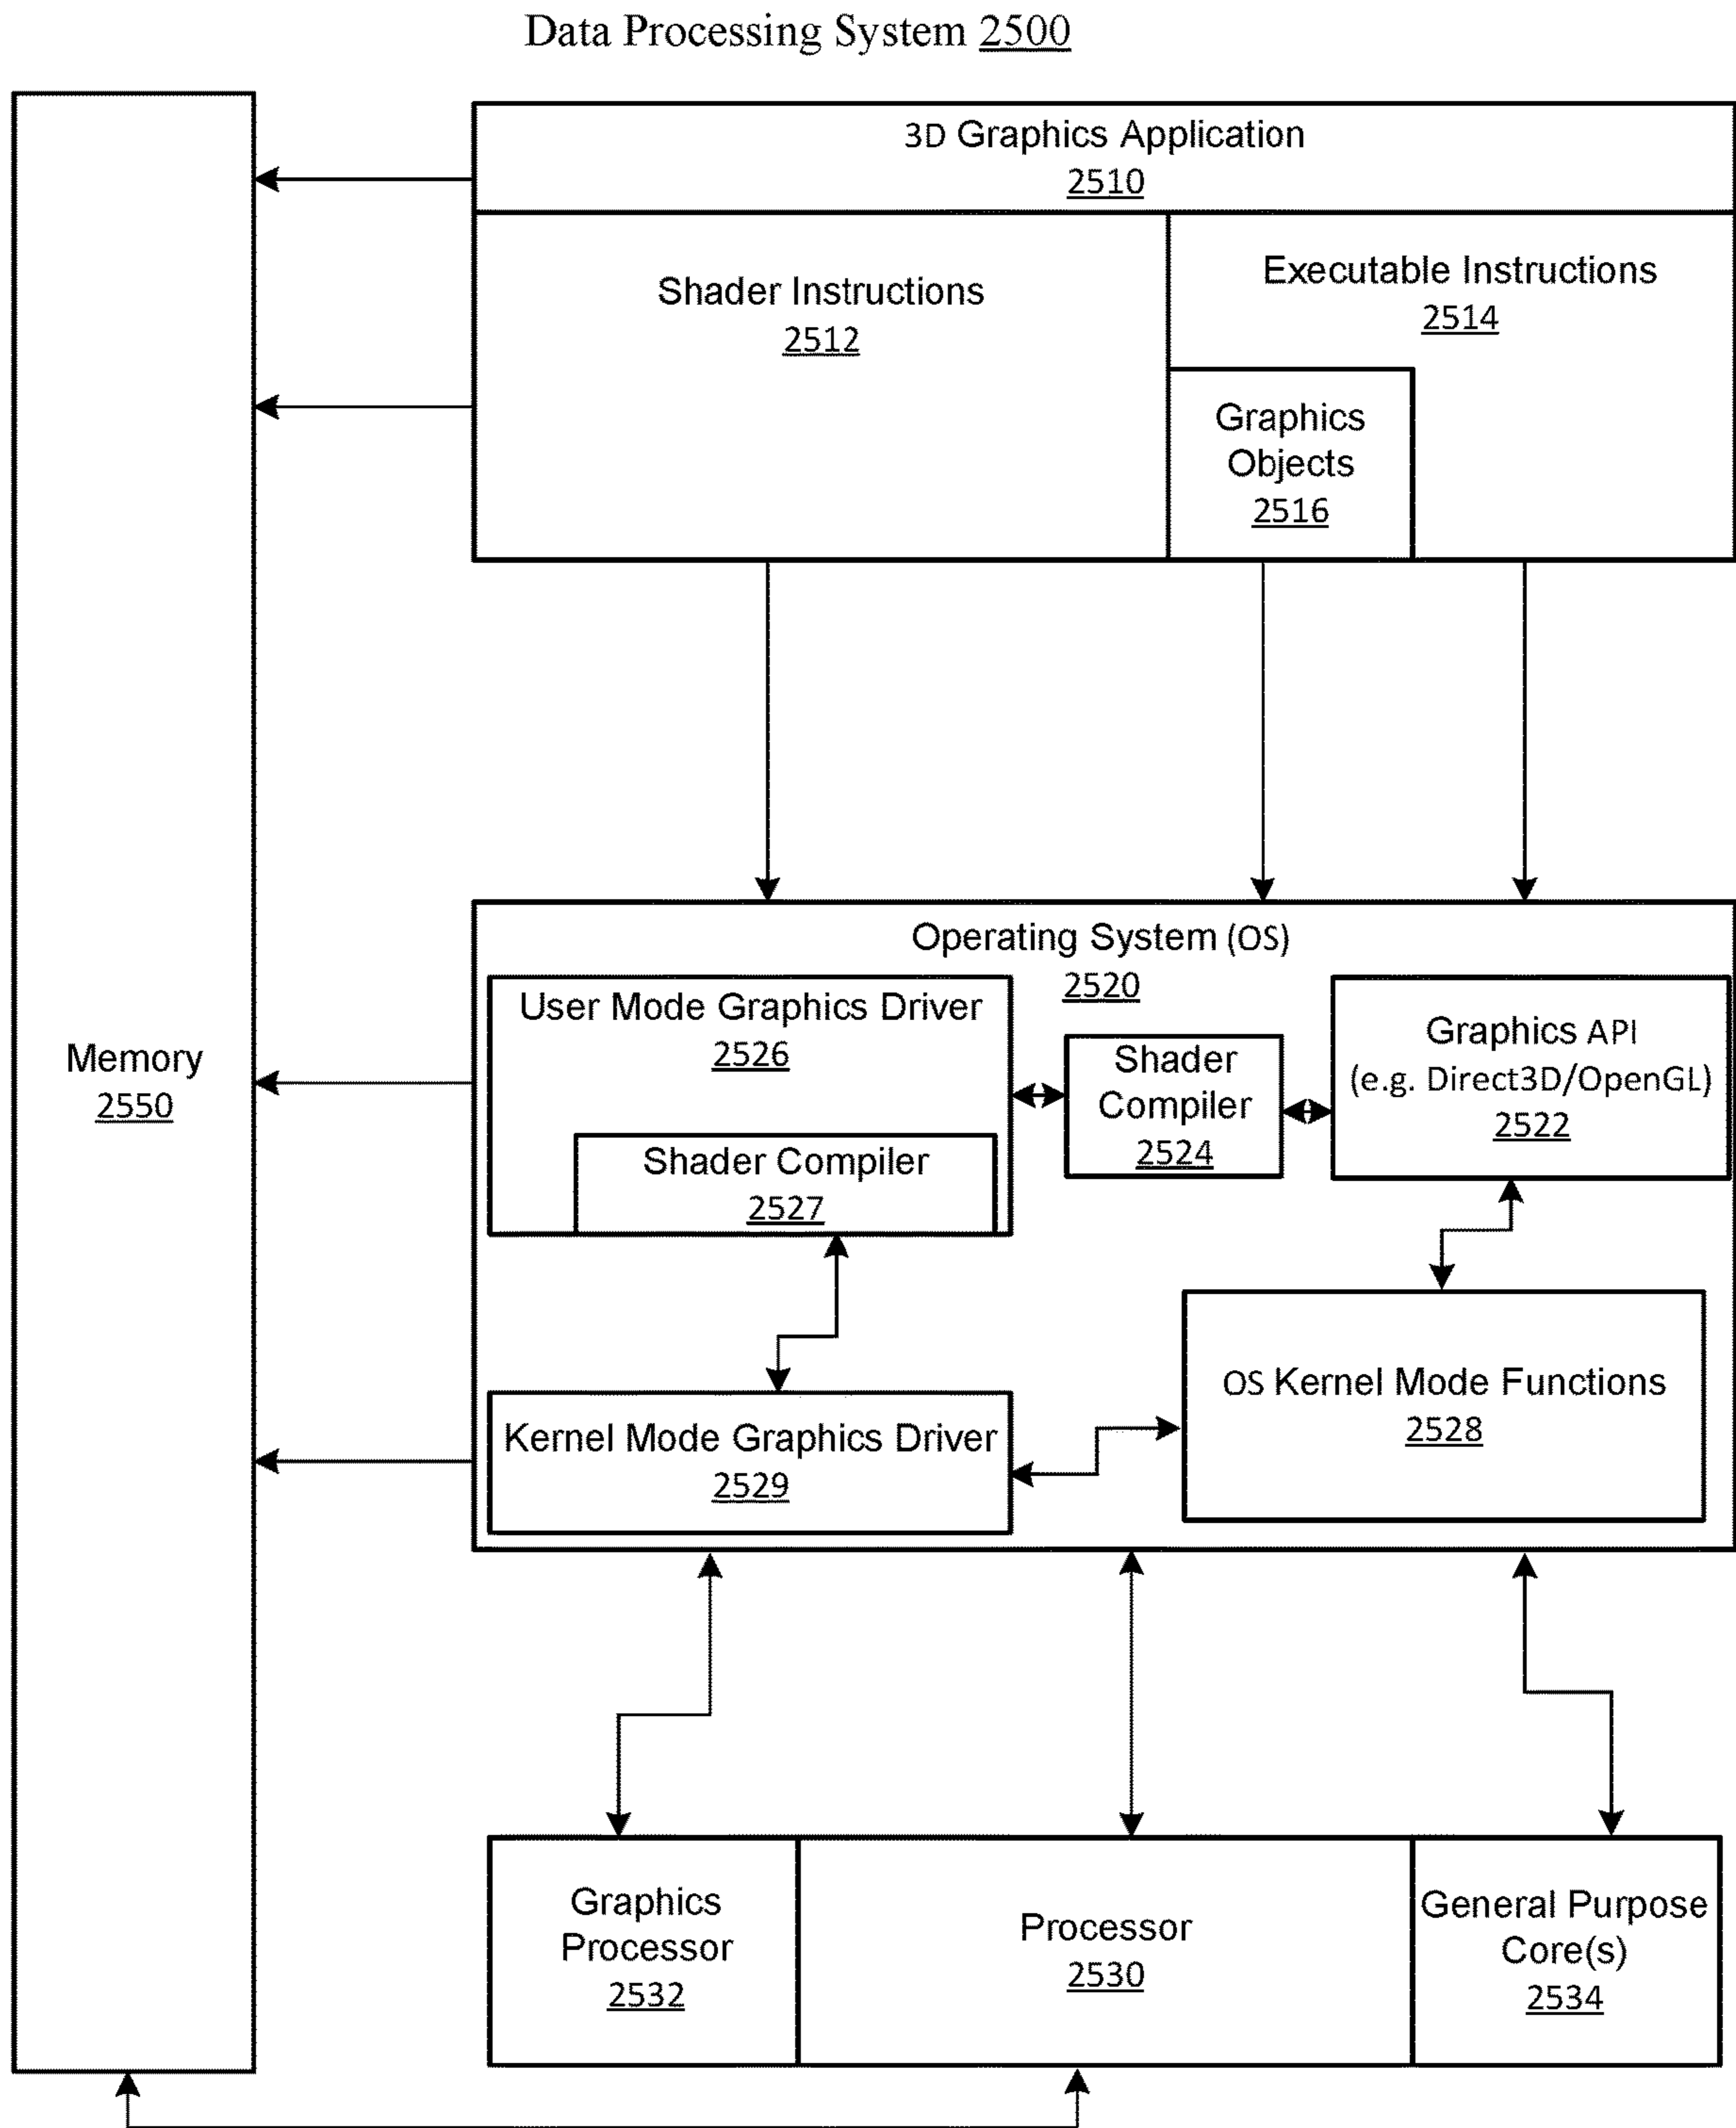 Data Processing System 2500
3D Graphics Application
2510
Shader Instructions
2512
Executable Instructions
2514
Graphics
Objects
2516
Operating System (OS)
2520
User Mode Graphics Driver
2526
Shader Compiler
2527
Shader
Compiler
2524
Graphics API
(e.g. Direct3D/OpenGL)
2522
Memory
2550
Kernel Mode Graphics Driver
2529
OS Kernel Mode Functions
2528
Graphics
Processor
2532
Processor
2530
General Purpose
Core(s)
2534